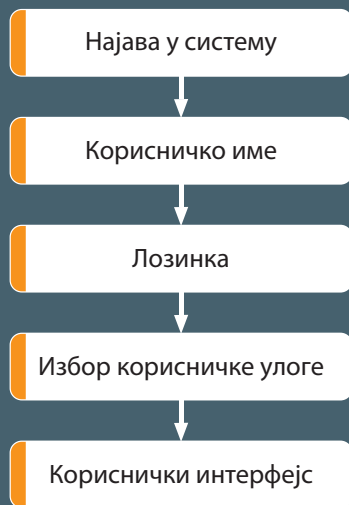 Најава у систему
Корисничко име
Лозинка
Избор корисничке улоге
Кориснички интерфејс